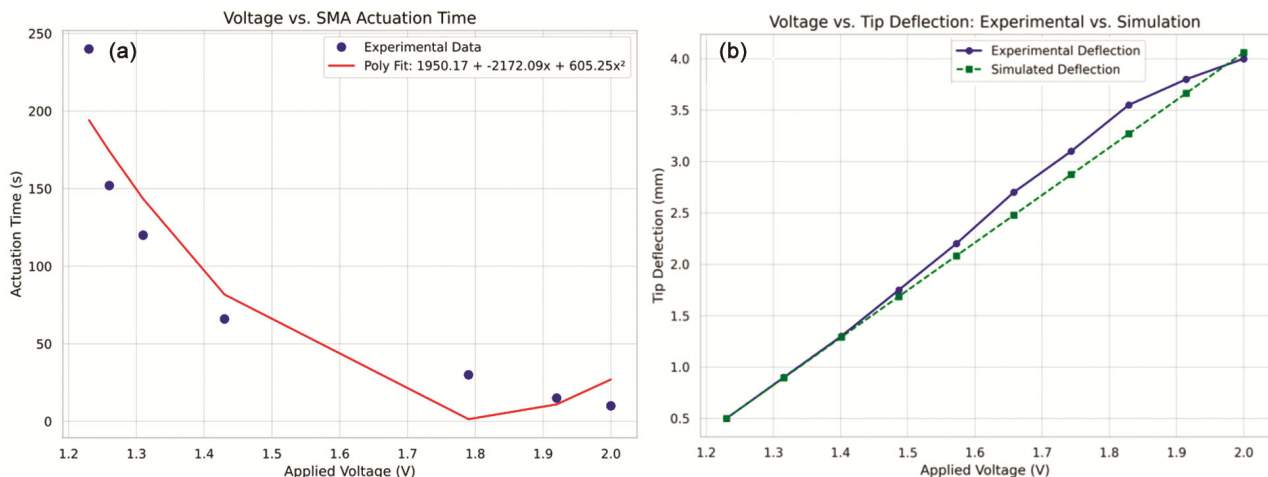 Voltage vs. SMA Actuation Time
(a)
Experimental Data
Poly Fit: 1950.17 + -2172.09x + 605.25x²
Actuation Time (s)
250
200
150
100
50
0
1.2 1.3 1.4 1.5 1.6 1.7 1.8 1.9 2.0
Applied Voltage (V)
Voltage vs. Tip Deflection: Experimental vs. Simulation
(b)
Experimental Deflection
Simulated Deflection
Tip Deflection (mm)
4.0
3.5
3.0
2.5
2.0
1.5
1.0
0.5
1.2 1.3 1.4 1.5 1.6 1.7 1.8 1.9 2.0
Applied Voltage (V)